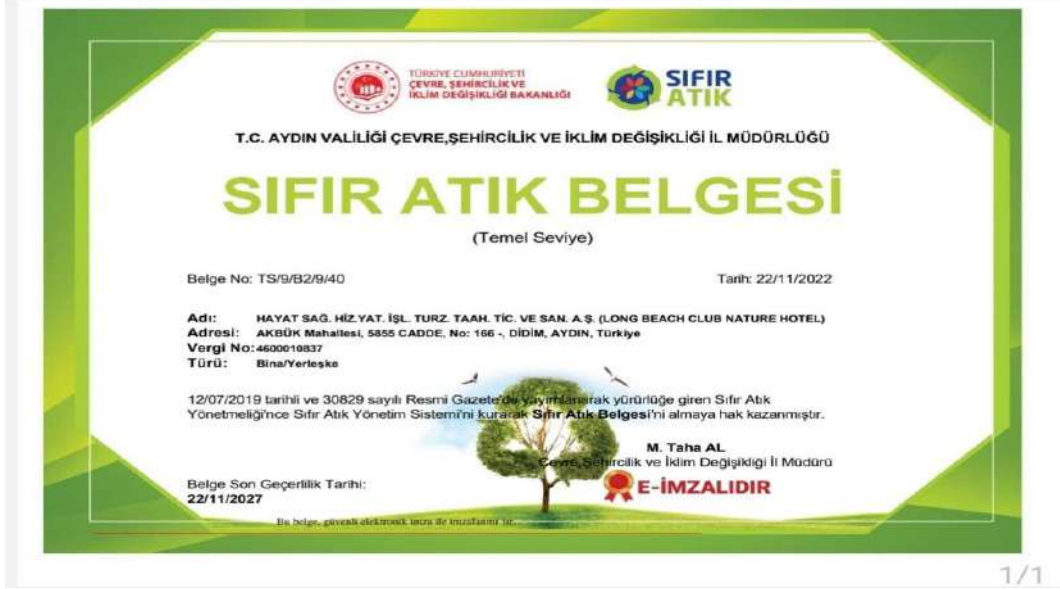 TÜRKİYE CUMHURİYETİ
ÇEVRE, ŞEHİRCİLİK VE
İKLİM DEĞİŞİKLİĞİ BAKANLIĞI
SIFIR
ATIK
T.C. AYDIN VALİLİĞİ ÇEVRE,ŞEHİRCİLİK VE İKLİM DEĞİŞİKLİĞİ İL MÜDÜRLÜĞÜ
SIFIR ATIK BELGESİ
(Temel Seviye)
Belge No: TS/9/B2/9/40
Tarih: 22/11/2022
Adı: HAYAT SAĞ. HİZ.YAT. İŞL. TURZ. TAAH. TİC. VE SAN. A.Ş. (LONG BEACH CLUB NATURE HOTEL)
Adresi: AKBÜK Mahallesi, 5855 CADDE, No: 166 -, DİDİM, AYDIN, Türkiye
Vergi No: 4600010837
Türü: Bina/Yerleşke
12/07/2019 tarihli ve 30829 sayılı Resmi Gazete'de yayımlanarak yürürlüğe giren Sıfır Atık
Yönetmeliği'nce Sıfır Atık Yönetim Sistemi'ni kurarak Sıfır Atık Belgesi'ni almaya hak kazanmıştır.
M. Taha AL
Çevre,Şehircilik ve İklim Değişikliği İl Müdürü
E-İMZALIDIR
Belge Son Geçerlilik Tarihi:
22/11/2027
Bu belge, güvenli elektronik imza ile imzalanmıştır.
1/1